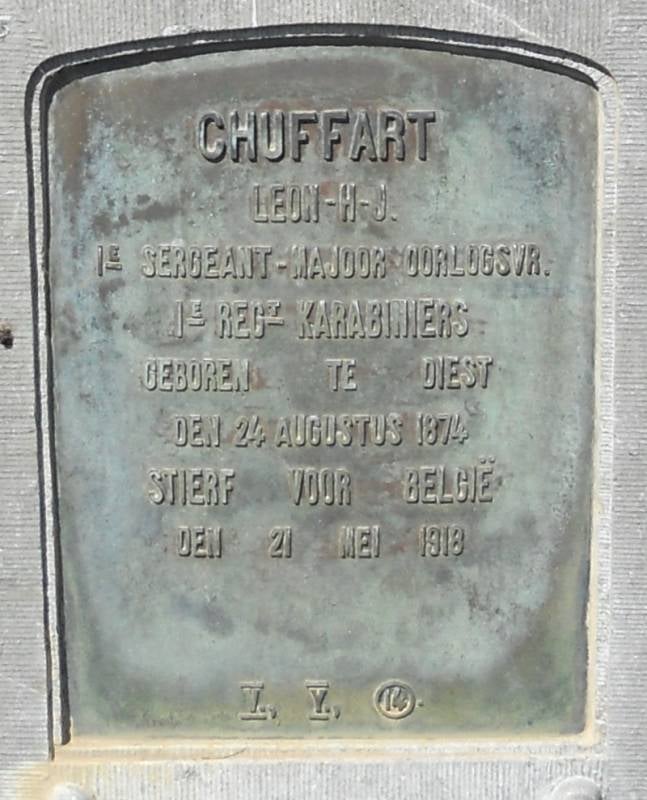 CHUFFART
LEON-H-J.
1E SERGEANT-MAJOOR OORLOGSVR.
1E REGT KARABINIERS
GEBOREN TE DIEST
DEN 24 AUGUSTUS 1874
STIERF VOOR BELGIË
DEN 21 MEI 1918
V., Y., 14.